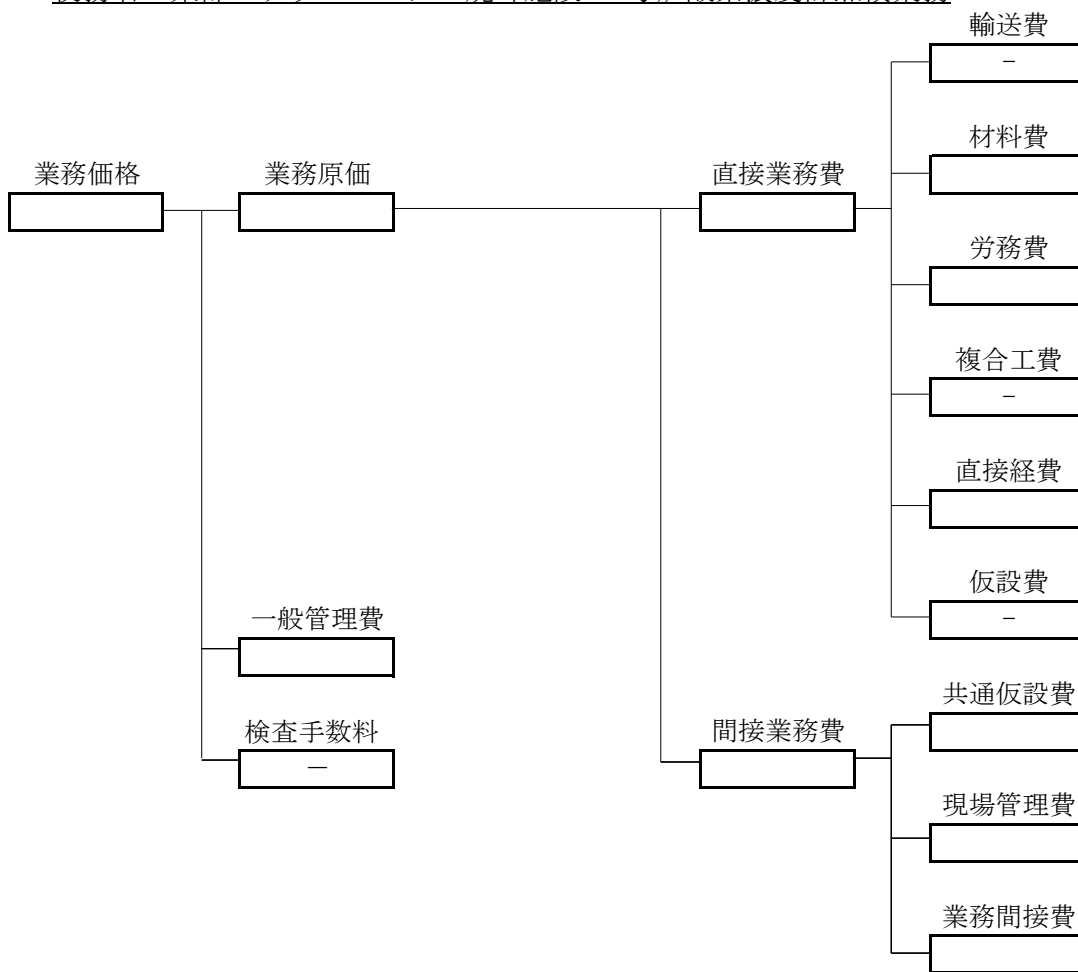 輸送費
−
材料費
業務価格
業務原価
直接業務費
労務費
複合工費
−
直接経費
仮設費
−
一般管理費
共通仮設費
検査手数料
−
間接業務費
現場管理費
業務間接費